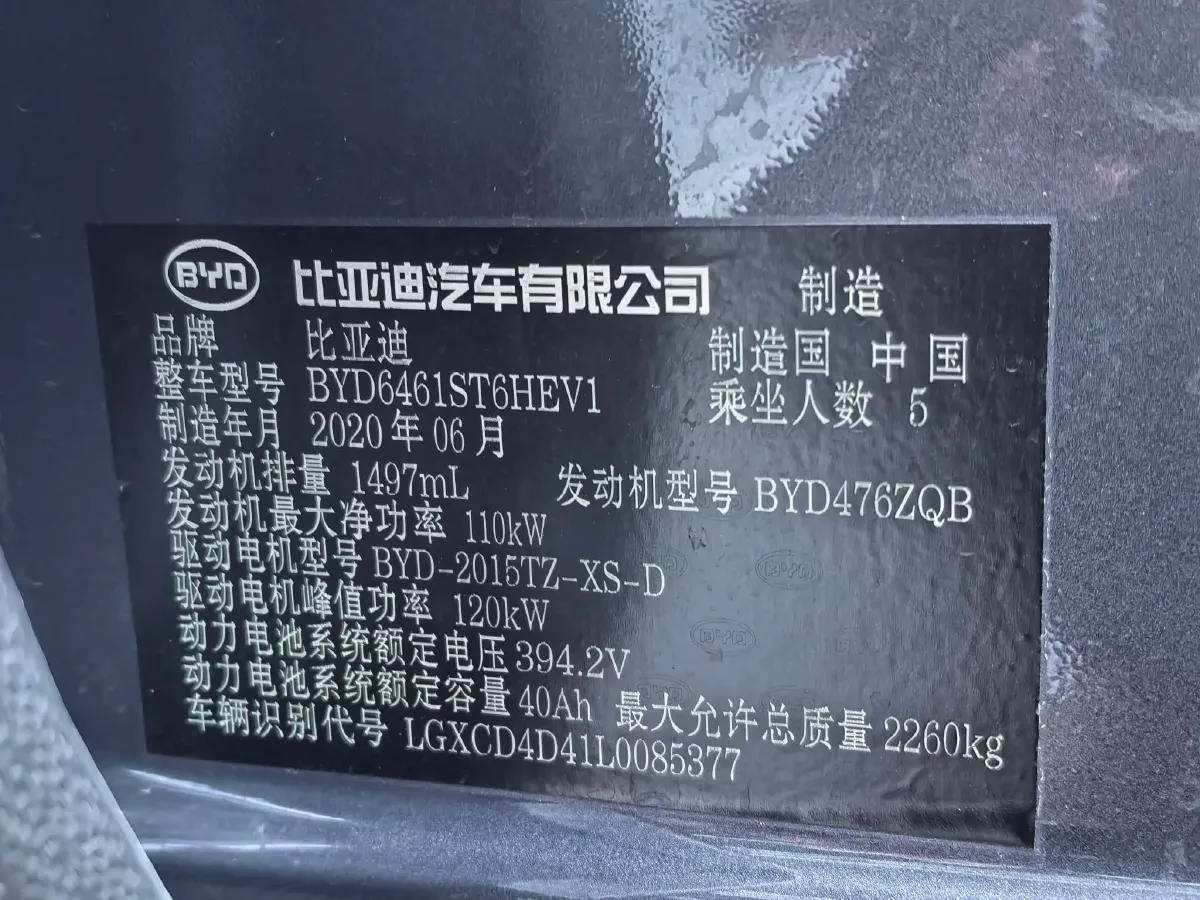 BYD 比亚迪汽车有限公司 制造
品牌 比亚迪 制造国 中国
整车型号 BYD6461ST6HEV1 乘坐人数 5
制造年月 2020年06月
发动机排量 1497mL 发动机型号 BYD476ZQB
发动机最大净功率 110kW
驱动电机型号 BYD-2015TZ-XS-D
驱动电机峰值功率 120kW
动力电池系统额定电压 394.2V
动力电池系统额定容量 40Ah 最大允许总质量 2260kg
车辆识别代号 LGXCD4D41L0085377
BYD
BYD